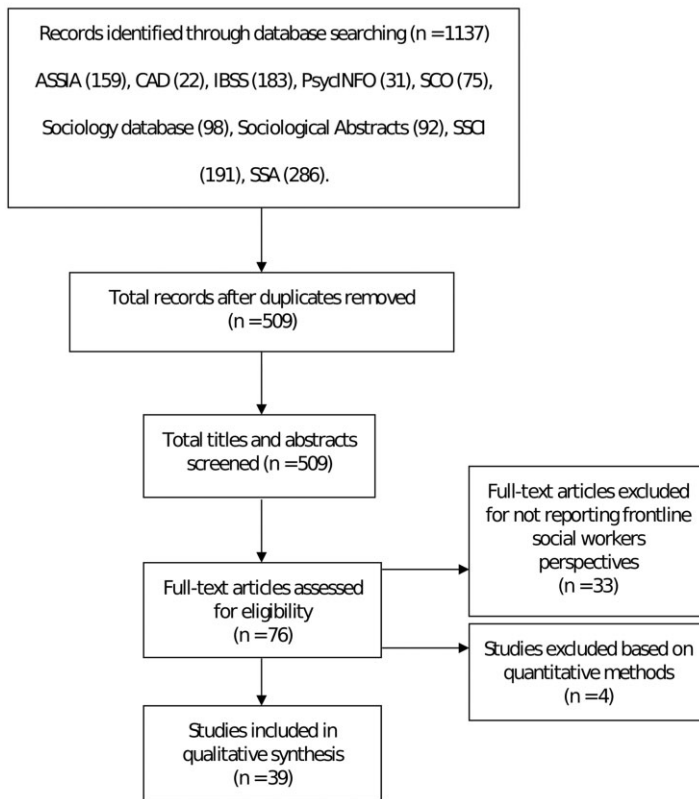 Records identified through database searching (n = 1137)
ASSIA (159), CAD (22), IBSS (183), PsycINFO (31), SCO (75),
Sociology database (98), Sociological Abstracts (92), SSCI
(191), SSA (286).
Total records after duplicates removed
(n = 509)
Total titles and abstracts
screened (n = 509)
Full-text articles excluded
for not reporting frontline
social workers
perspectives
(n = 33)
Full-text articles assessed
for eligibility
(n = 76)
Studies excluded based on
quantitative methods
(n = 4)
Studies included in
qualitative synthesis
(n = 39)